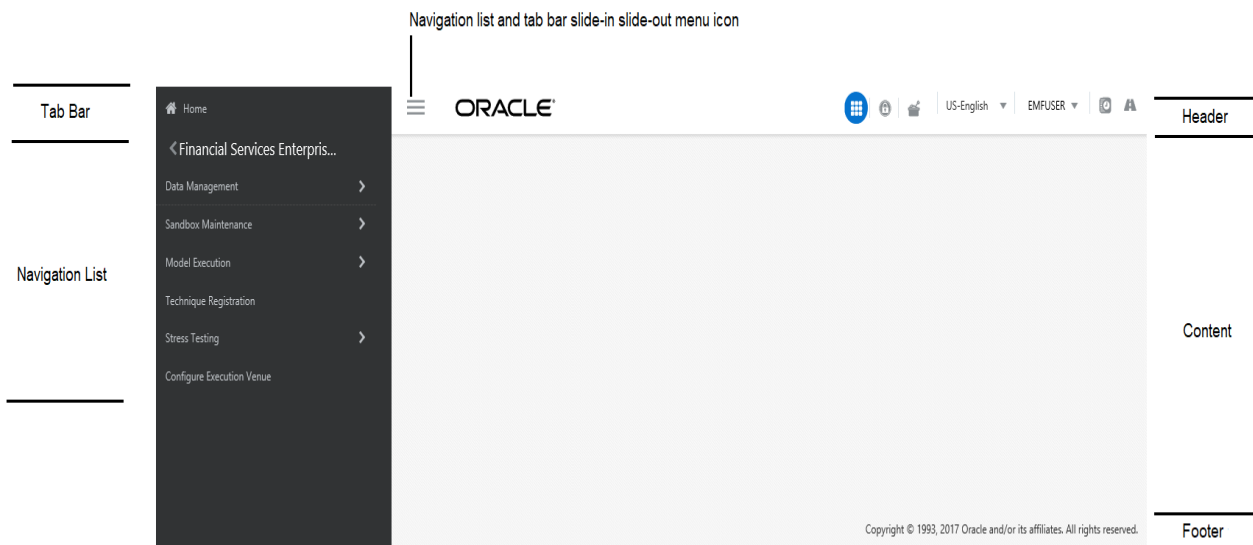 Navigation list and tab bar slide-in slide-out menu icon
Tab Bar
Home
ORACLE®
US-English
EMFUSER
Header
Financial Services Enterpris...
Data Management
Sandbox Maintenance
Model Execution
Navigation List
Technique Registration
Stress Testing
Content
Configure Execution Venue
Copyright © 1993, 2017 Oracle and/or its affiliates. All rights reserved.
Footer